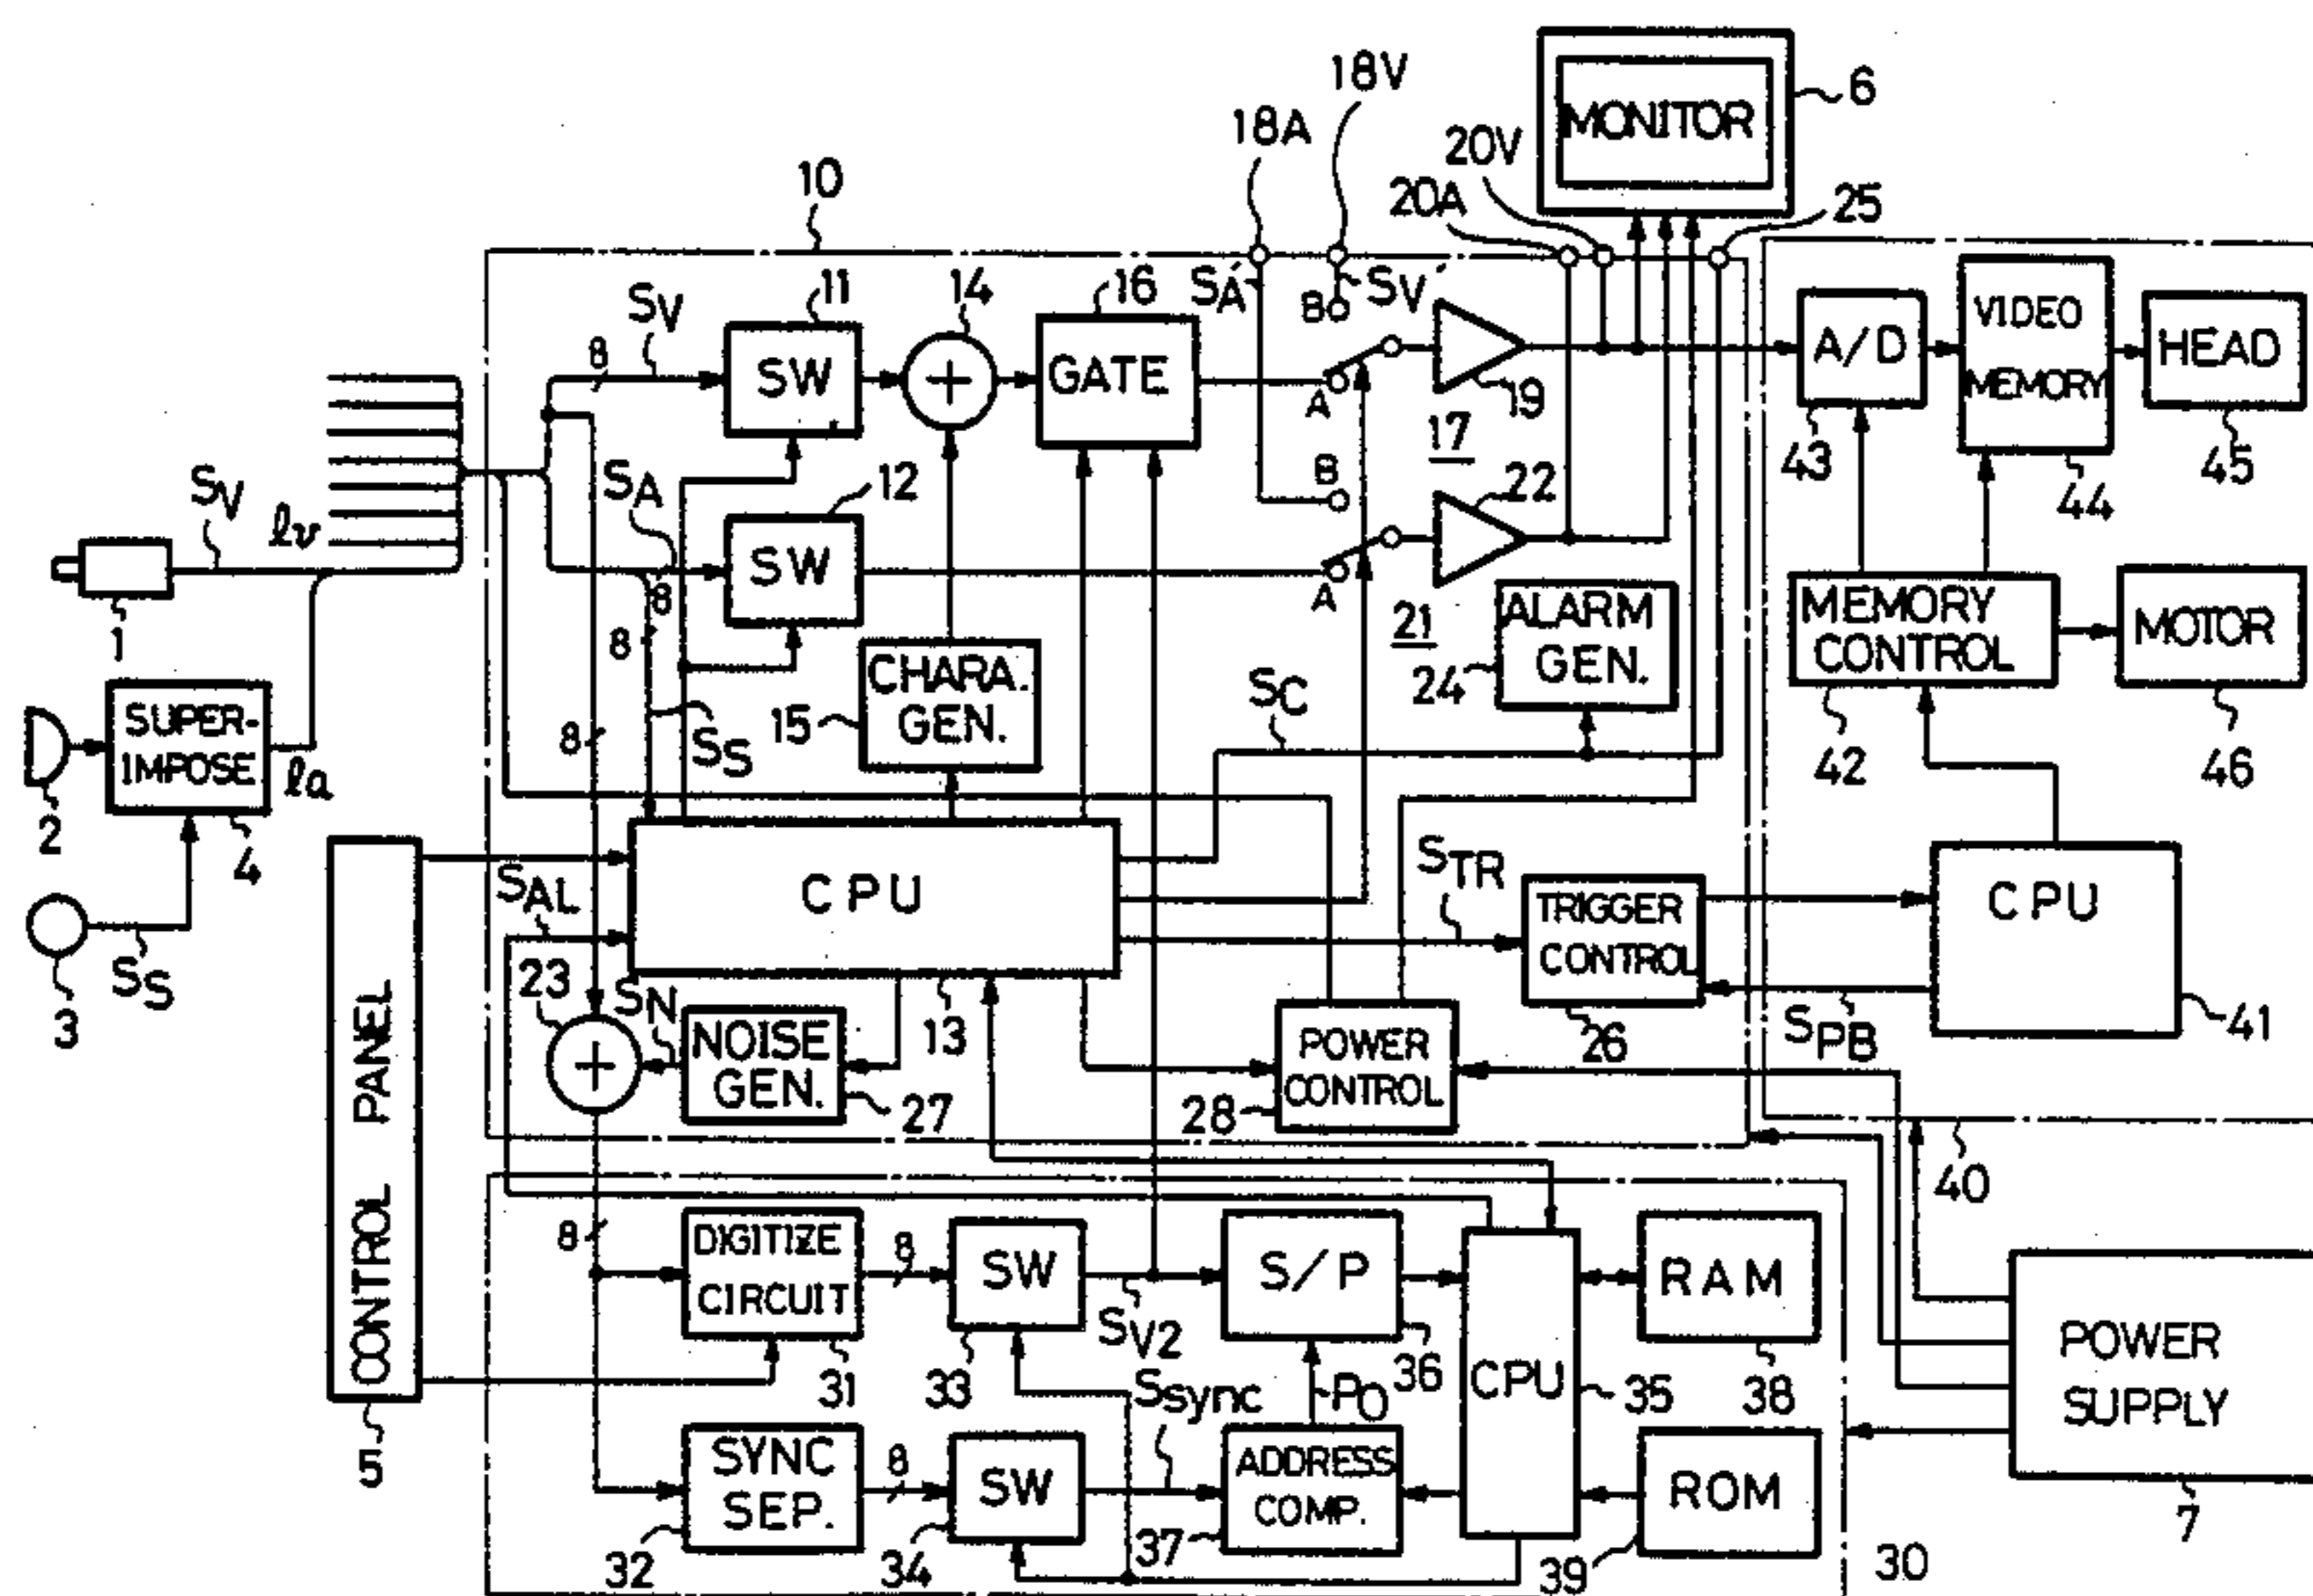 18V
MONITOR
6
18A
20V
20A
25
10
11
14
16
SA'
SV'
B
SV
8
SW
+
GATE
A
19
17
A/D
VIDEO
MEMORY
HEAD
43
44
45
SV
lv
SA
8
12
SW
B
A
22
21
1
8
CHARA.
GEN.
15
ALARM
GEN.
24
MEMORY
CONTROL
MOTOR
42
46
2
SUPER-
IMPOSE
la
4
8
SS
SC
3
SS
SAL
CPU
13
STR
TRIGGER
CONTROL
26
CPU
41
SPB
23
+
SN
NOISE
GEN.
27
POWER
CONTROL
28
40
CONTROL PANEL
5
8
DIGITIZE
CIRCUIT
31
8
SW
33
SV2
S/P
36
CPU
35
RAM
38
POWER
SUPPLY
7
SYNC
SEP.
32
8
SW
34
Ssync
PO
ADDRESS
COMP.
37
ROM
39
30